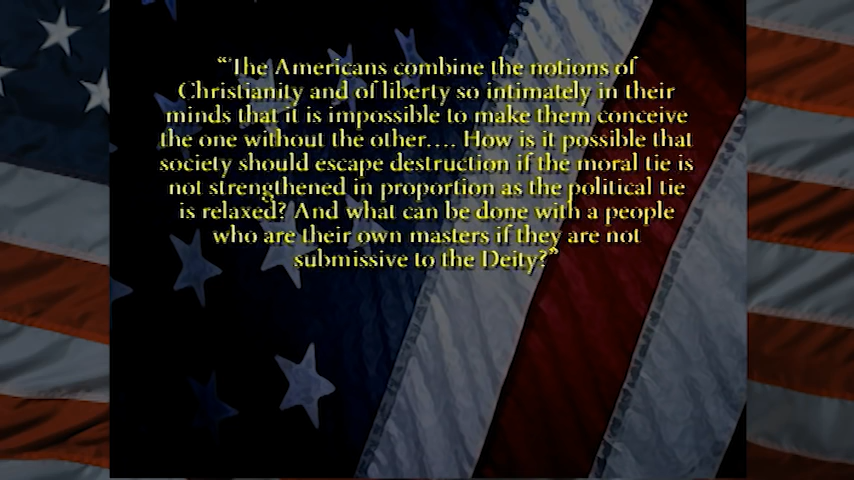 “The Americans combine the notions of
Christianity and of liberty so intimately in their
minds that it is impossible to make them conceive
the one without the other.… How is it possible that
society should escape destruction if the moral tie is
not strengthened in proportion as the political tie
is relaxed? And what can be done with a people
who are their own masters if they are not
submissive to the Deity?”